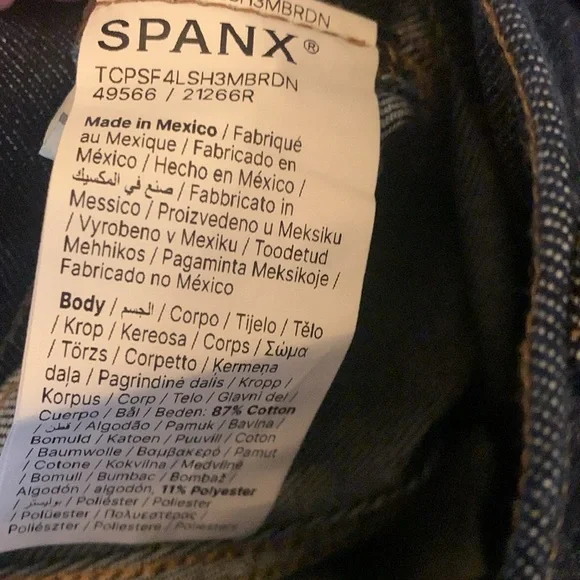 H3MBRDN
SPANX®
TCPSF4LSH3MBRDN
49566 / 21266R
Made in Mexico / Fabriqué
au Mexique / Fabricado en
México / Hecho en México /
صنع في المكسيك / Fabbricato in
Messico / Proizvedeno u Meksiku
/ Vyrobeno v Mexiku / Toodetud
Mehhikos / Pagaminta Meksikoje /
Fabricado no México
Body / الجسم / Corpo / Tijelo / Tělo
/ Krop / Kereosa / Corps / Σώμα
/ Törzs / Corpetto / Ķermeņa
daļa / Pagrindinė dalis / Kropp /
Korpus / Corp / Telo / Glavni del /
Cuerpo / Bål / Beden: 87% Cotton
/ قطن / Algodão / Pamuk / Bavlna /
Bomuld / Katoen / Puuvill / Coton
/ Baumwolle / Βαμβακερό / Pamut
/ Cotone / Kokvilna / Medvilnė
/ Bomull / Bumbac / Bombaž /
Algodón / algodón, 11% Polyester
/ بوليستر / Poliéster / Poliester
/ Polüester / Πολυεστέρας /
Poliészter / Poliestere / Poliesteris